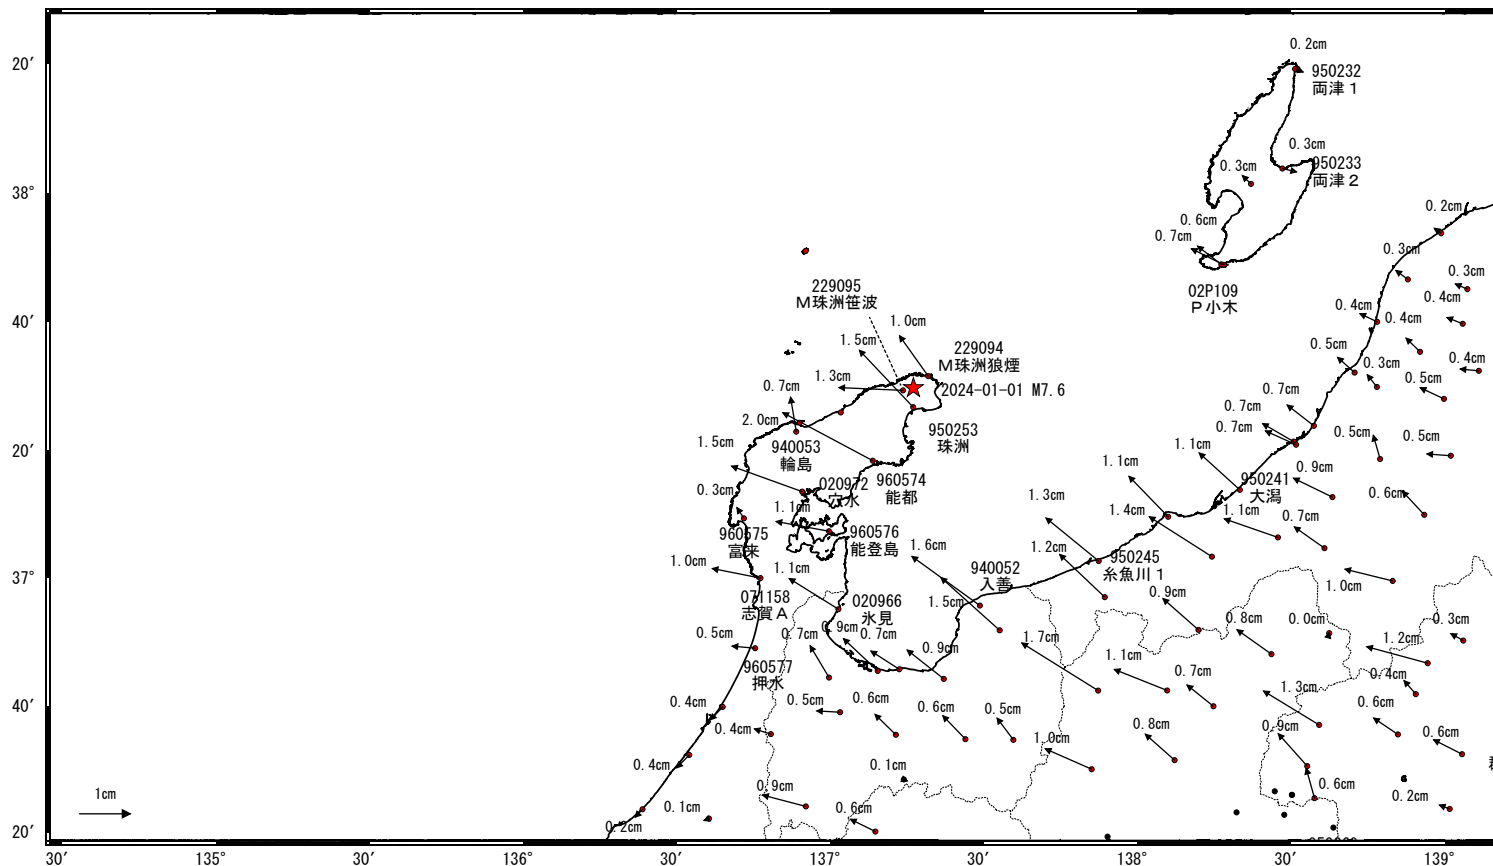 0.2cm
20′
950232
両津１
0.3cm
0.3cm
950233
両津２
38°
0.6cm
0.2cm
0.7cm
0.3cm
0.3cm
229095
Ｍ珠洲笹波
02P109
Ｐ小木
0.4cm
0.4cm
0.4cm
40′
1.0cm
1.5cm
229094
Ｍ珠洲狼煙
0.5cm
0.3cm
0.4cm
1.3cm
2024-01-01 M7.6
0.7cm
0.5cm
2.0cm
0.7cm
0.7cm
0.7cm
950253
珠洲
1.5cm
940053
輪島
0.5cm
0.5cm
20′
1.1cm
1.1cm
0.9cm
950241
大潟
960574
能都
020972
穴水
0.3cm
1.3cm
1.4cm
1.1cm
0.6cm
1.1cm
960575
富来
960576
能登島
0.7cm
1.6cm
1.2cm
950245
糸魚川１
940052
入善
37°
1.0cm
1.1cm
1.0cm
071158
志賀Ａ
020966
氷見
1.5cm
0.9cm
0.0cm
0.3cm
0.5cm
0.7cm
0.9cm
0.7cm
0.9cm
1.7cm
0.8cm
1.2cm
960577
押水
1.1cm
0.7cm
0.4cm
40′
0.4cm
0.5cm
0.6cm
0.6cm
0.5cm
1.3cm
0.6cm
0.4cm
1.0cm
0.8cm
0.9cm
0.6cm
0.4cm
0.1cm
1cm
0.9cm
0.6cm
0.2cm
0.1cm
0.6cm
0.2cm
20′
30′
135°
30′
136°
30′
137°
30′
138°
30′
139°